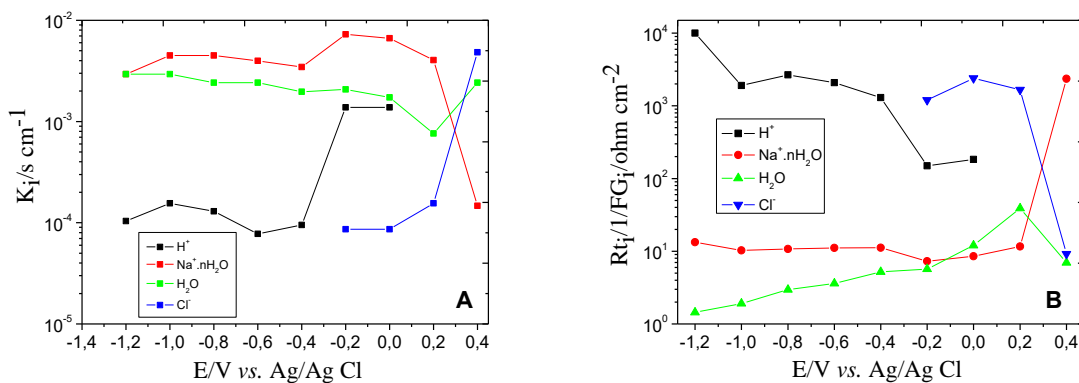 10⁻²
10⁻³
10⁻⁴
10⁻⁵
Kᵢ/s cm⁻¹
H⁺
Na⁺.nH₂O
H₂O
Cl⁻
A
-1,4 -1,2 -1,0 -0,8 -0,6 -0,4 -0,2 0,0 0,2 0,4
E/V vs. Ag/Ag Cl
10⁴
10³
10²
10¹
10⁰
Rtᵢ/1/FGᵢ/ohm cm⁻²
H⁺
Na⁺.nH₂O
H₂O
Cl⁻
B
-1,2 -1,0 -0,8 -0,6 -0,4 -0,2 0,0 0,2 0,4
E/V vs. Ag/Ag Cl